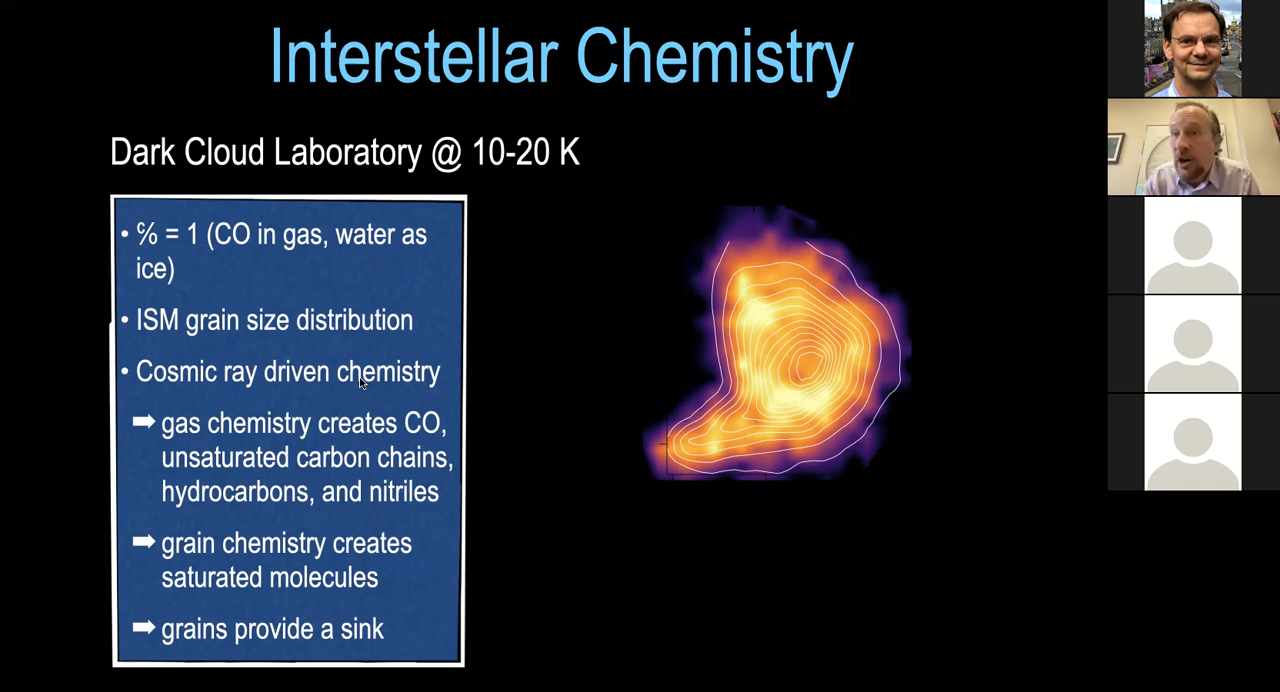 Interstellar Chemistry
Dark Cloud Laboratory @ 10-20 K
• ℅ = 1 (CO in gas, water as
ice)
• ISM grain size distribution
• Cosmic ray driven chemistry
➡ gas chemistry creates CO,
unsaturated carbon chains,
hydrocarbons, and nitriles
➡ grain chemistry creates
saturated molecules
➡ grains provide a sink